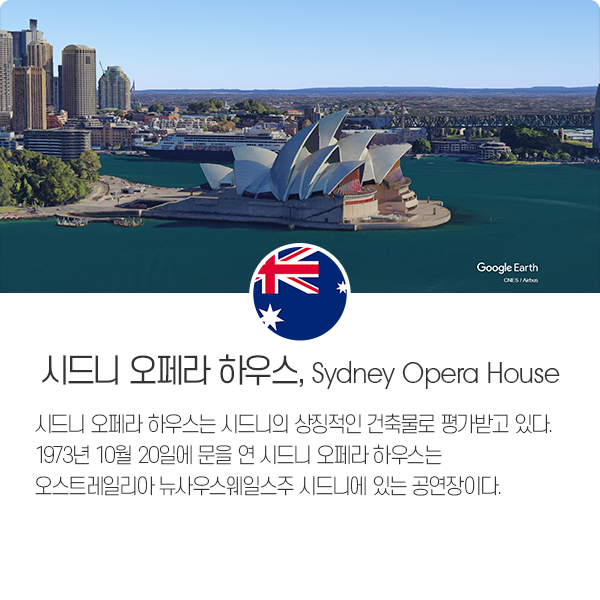 Google Earth
CNES / Airbus
시드니 오페라 하우스, Sydney Opera House
시드니 오페라 하우스는 시드니의 상징적인 건축물로 평가받고 있다.
1973년 10월 20일에 문을 연 시드니 오페라 하우스는
오스트레일리아 뉴사우스웨일스주 시드니에 있는 공연장이다.